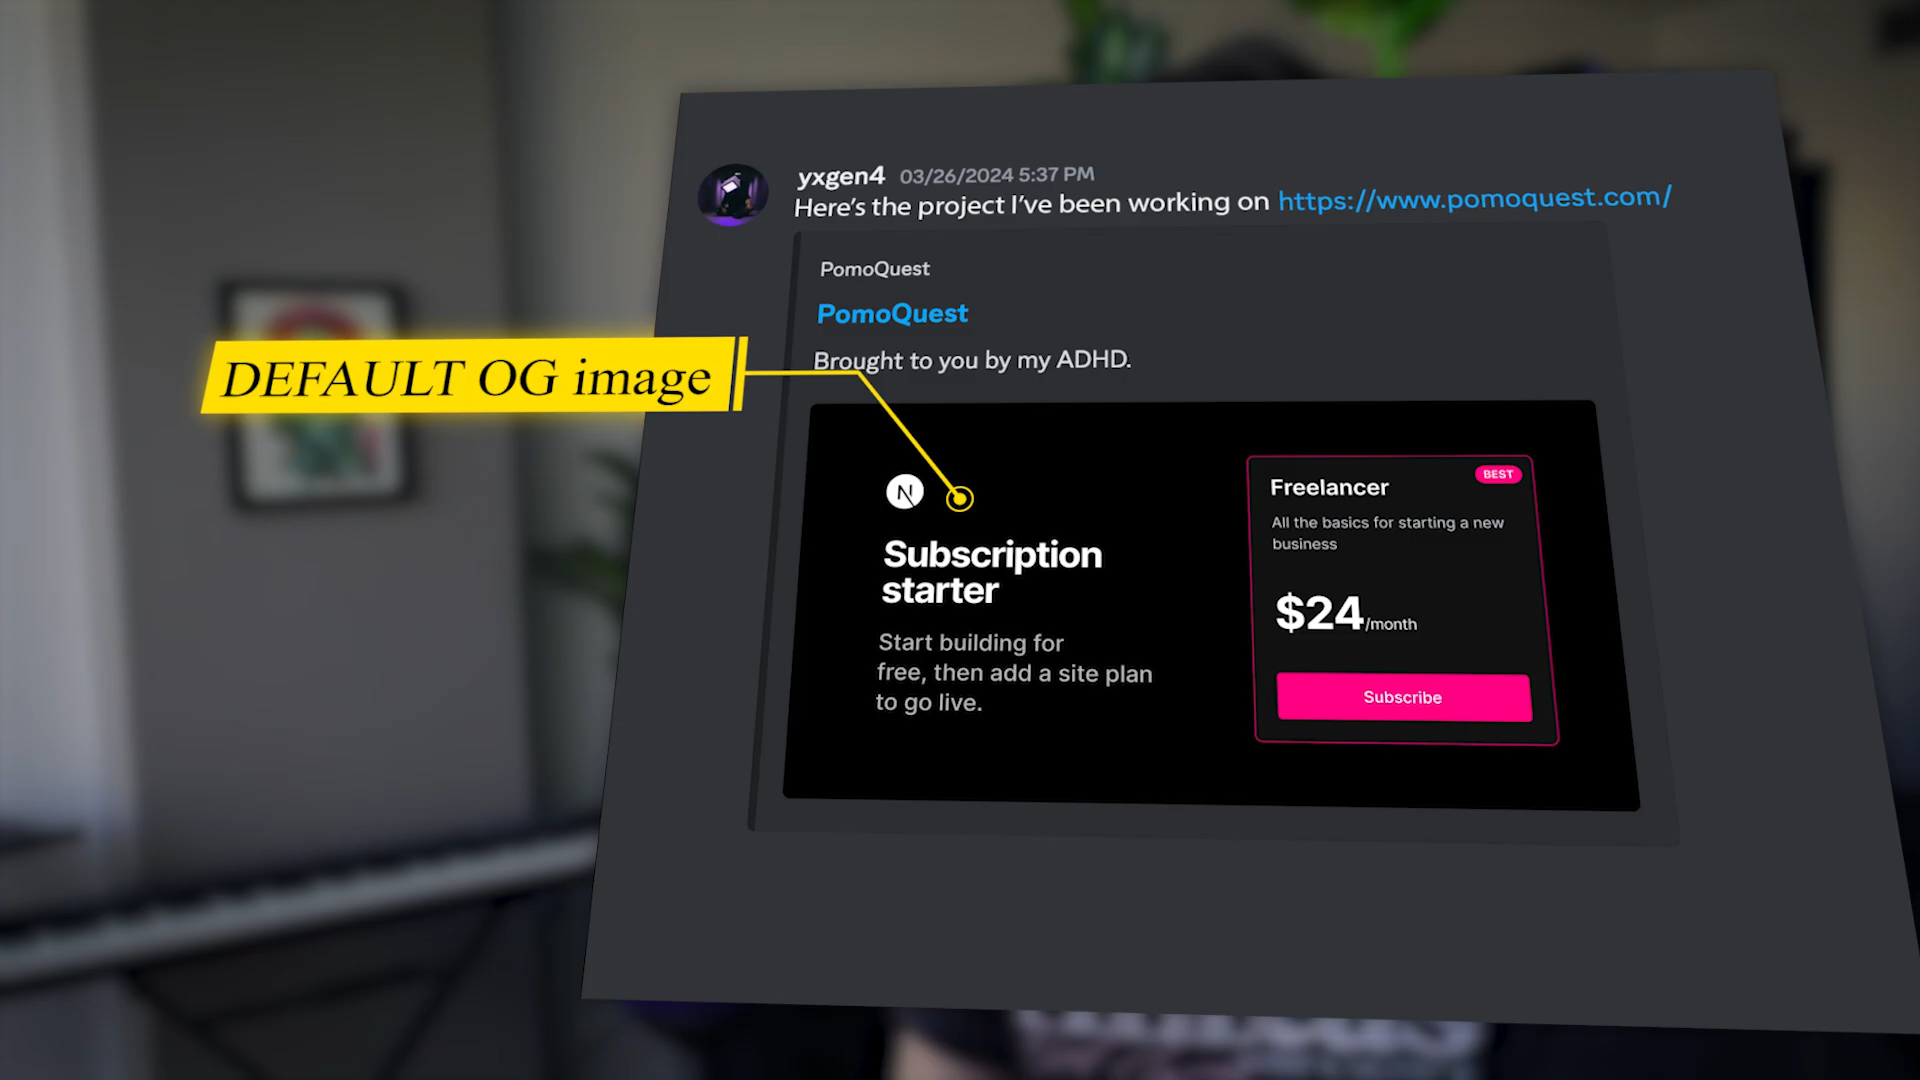 yxgen4 03/26/2024 5:37 PM
Here's the project I've been working on https://www.pomoquest.com/
PomoQuest
PomoQuest
Brought to you by my ADHD.
DEFAULT OG image
N
Subscription
starter
Start building for
free, then add a site plan
to go live.
BEST
Freelancer
All the basics for starting a new
business
$24/month
Subscribe